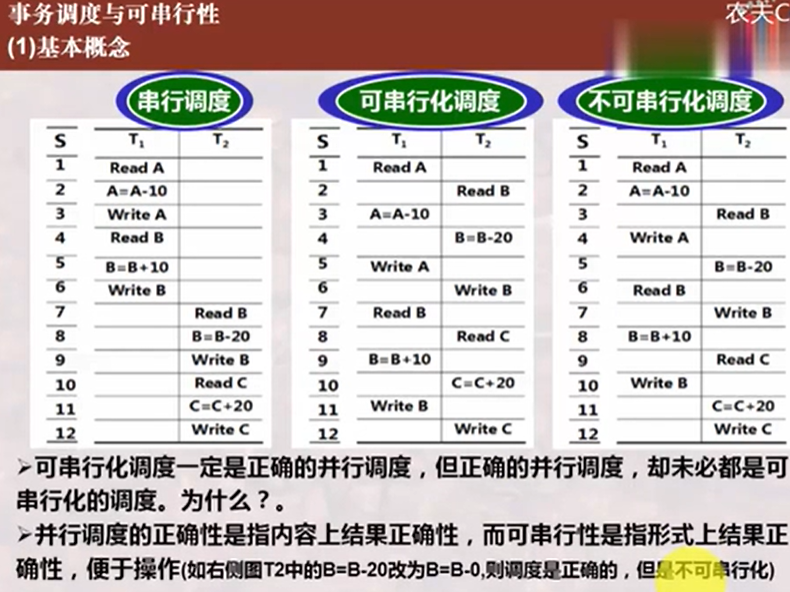 事务调度与可串行性
农夫C
(1)基本概念
串行调度 可串行化调度 不可串行化调度
S T₁ T₂ S T₁ T₂ S T₁ T₂
1 Read A 1 Read A 1 Read A
2 A=A-10 2 Read B 2 A=A-10
3 Write A 3 A=A-10 3 Read B
4 Read B 4 B=B-20 4 Write A
5 B=B+10 5 Write A 5 B=B-20
6 Write B 6 Write B 6 Read B
7 Read B 7 Read B 7 Write B
8 B=B-20 8 Read C 8 B=B+10
9 Write B 9 B=B+10 9 Read C
10 Read C 10 C=C+20 10 Write B
11 C=C+20 11 Write B 11 C=C+20
12 Write C 12 Write C 12 Write C
➢可串行化调度一定是正确的并行调度，但正确的并行调度，却未必都是可
串行化的调度。为什么？。
➢并行调度的正确性是指内容上结果正确性，而可串行性是指形式上结果正
确性，便于操作(如右侧图T2中的B=B-20改为B=B-0,则调度是正确的，但是不可串行化)